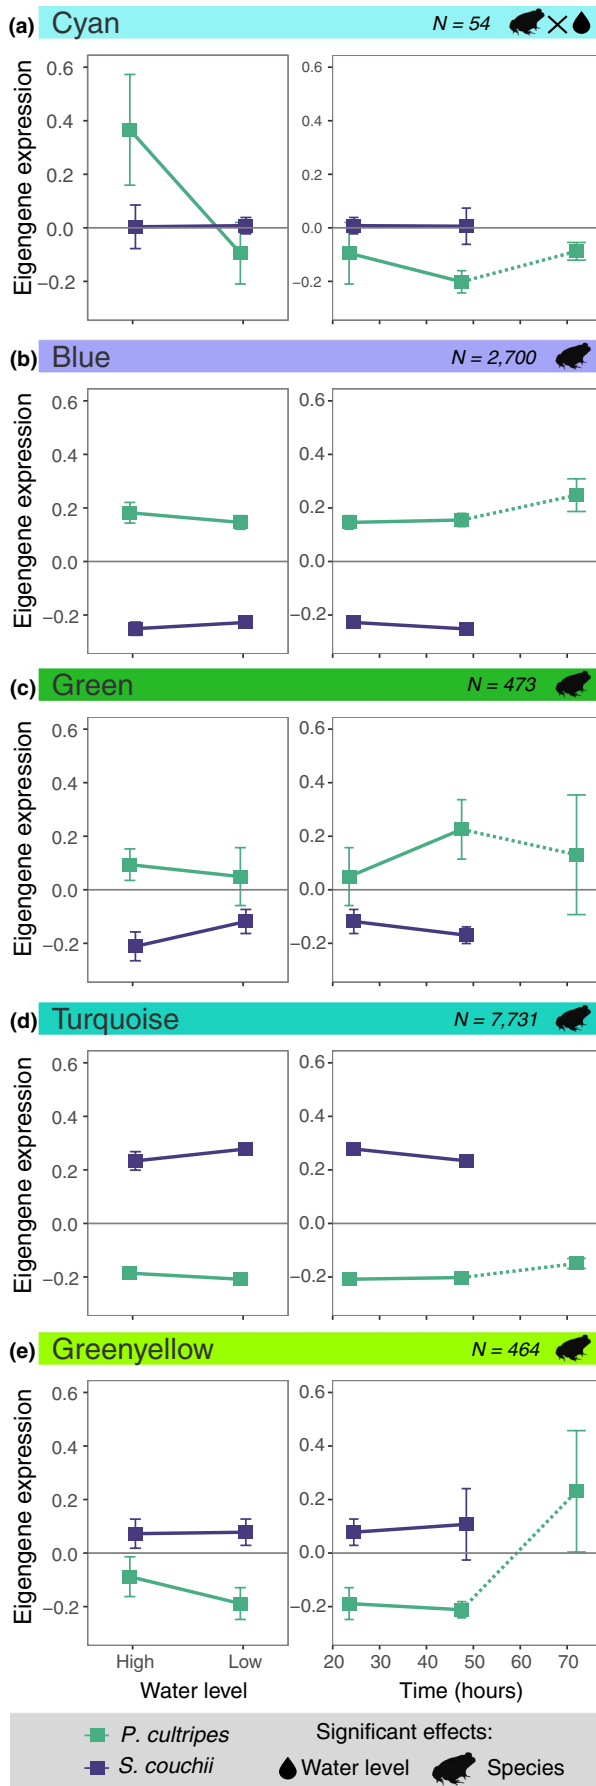 (a) Cyan N = 54
Eigengene expression
0.6 0.6
0.4 0.4
0.2 0.2
0.0 0.0
−0.2 −0.2
(b) Blue N = 2,700
Eigengene expression
0.6 0.6
0.4 0.4
0.2 0.2
0.0 0.0
−0.2 −0.2
(c) Green N = 473
Eigengene expression
0.6 0.6
0.4 0.4
0.2 0.2
0.0 0.0
−0.2 −0.2
(d) Turquoise N = 7,731
Eigengene expression
0.6 0.6
0.4 0.4
0.2 0.2
0.0 0.0
−0.2 −0.2
(e) Greenyellow N = 464
Eigengene expression
0.6 0.6
0.4 0.4
0.2 0.2
0.0 0.0
−0.2 −0.2
High Low 20 30 40 50 60 70
Water level Time (hours)
P. cultripes Significant effects:
S. couchii Water level Species